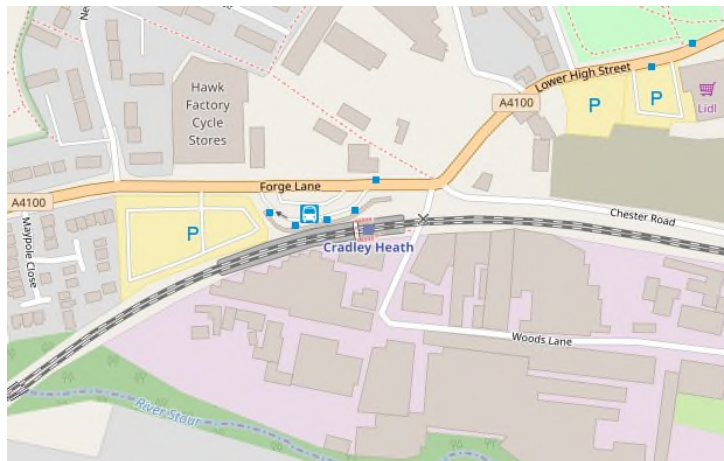 Ne
Lower High Street
A4100
P
P
Lidl
Hawk
Factory
Cycle
Stores
Forge Lane
A4100
Maypole Close
P
Chester Road
Cradley Heath
Woods Lane
River Stour